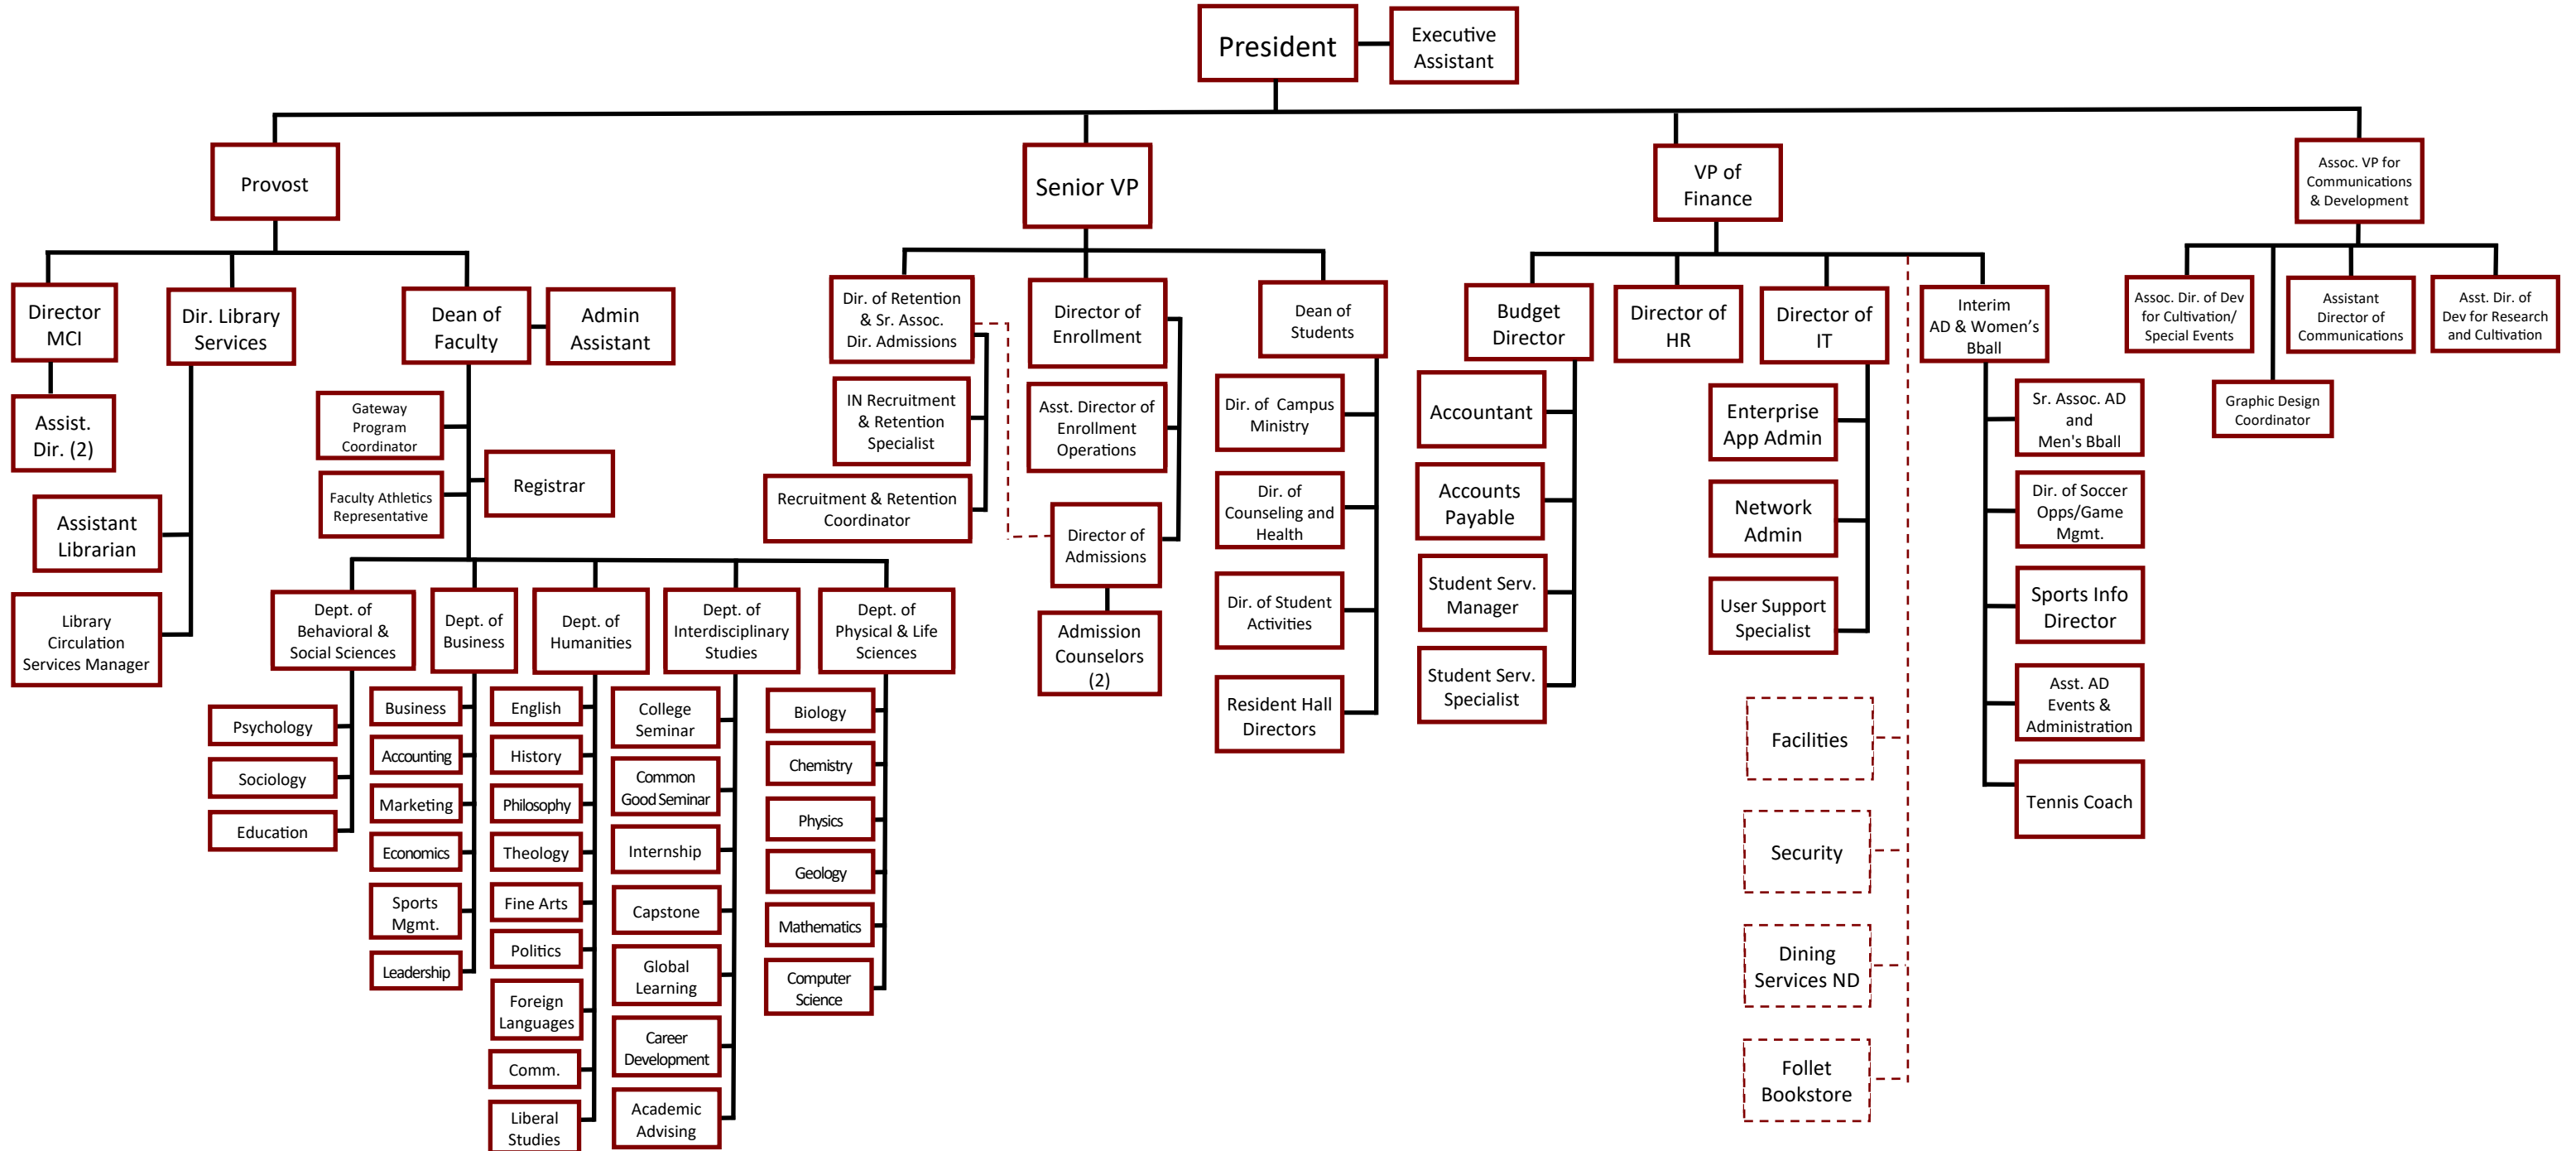 President
Executive
Assistant
Provost
Senior VP
VP of
Finance
Assoc. VP for
Communications
& Development
Director
MCI
Dir. Library
Services
Dean of
Faculty
Admin
Assistant
Dir. of Retention
& Sr. Assoc.
Dir. Admissions
Director of
Enrollment
Dean of
Students
Budget
Director
Director of
HR
Director of
IT
Interim
AD & Women's
Bball
Assoc. Dir. of Dev
for Cultivation/
Special Events
Assistant
Director of
Communications
Asst. Dir. of
Dev for Research
and Cultivation
Graphic Design
Coordinator
Assist.
Dir. (2)
Assistant
Librarian
Library
Circulation
Services Manager
Gateway
Program
Coordinator
Faculty Athletics
Representative
Registrar
IN Recruitment
& Retention
Specialist
Recruitment & Retention
Coordinator
Asst. Director of
Enrollment
Operations
Director of
Admissions
Admission
Counselors
(2)
Dir. of Campus
Ministry
Dir. of
Counseling and
Health
Dir. of Student
Activities
Resident Hall
Directors
Accountant
Accounts
Payable
Student Serv.
Manager
Student Serv.
Specialist
Enterprise
App Admin
Network
Admin
User Support
Specialist
Facilities
Security
Dining
Services ND
Follet
Bookstore
Sr. Assoc. AD
and
Men's Bball
Dir. of Soccer
Opps/Game
Mgmt.
Sports Info
Director
Asst. AD
Events &
Administration
Tennis Coach
Dept. of
Behavioral &
Social Sciences
Dept. of
Business
Dept. of
Humanities
Dept. of
Interdisciplinary
Studies
Dept. of
Physical & Life
Sciences
Psychology
Sociology
Education
Business
Accounting
Marketing
Economics
Sports
Mgmt.
Leadership
English
History
Philosophy
Theology
Fine Arts
Politics
Foreign
Languages
Comm.
Liberal
Studies
College
Seminar
Common
Good Seminar
Internship
Capstone
Global
Learning
Career
Development
Academic
Advising
Biology
Chemistry
Physics
Geology
Mathematics
Computer
Science